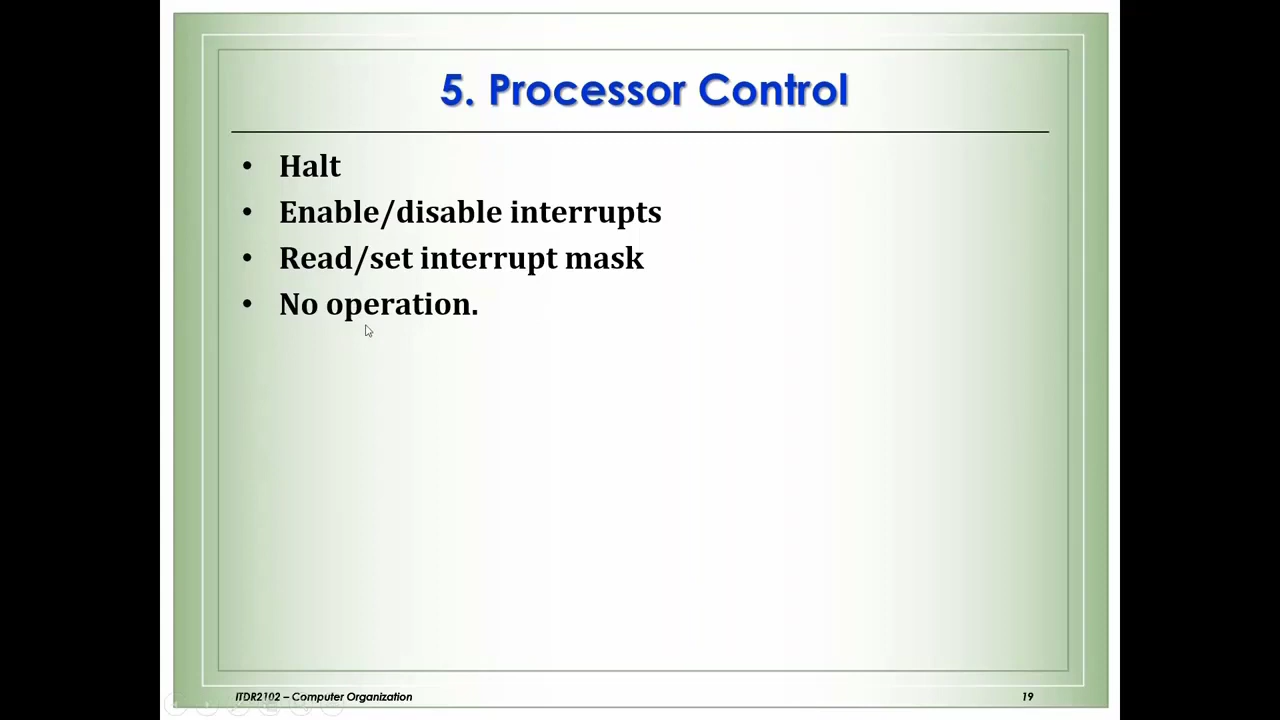 5. Processor Control
• Halt
• Enable/disable interrupts
• Read/set interrupt mask
• No operation.
ITDR2102 – Computer Organization
19